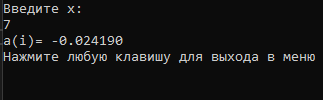 Введите x:
7
a(i)= -0.024190
Нажмите любую клавишу для выхода в меню